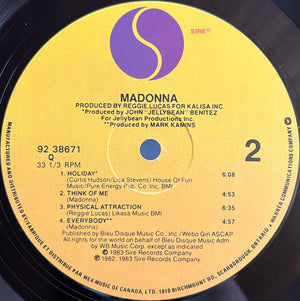 SIRE
MADONNA
PRODUCED BY REGGIE LUCAS FOR KALISA INC.
*Produced by JOHN "JELLYBEAN" BENITEZ
For Jellybean Productions Inc.
**Produced by MARK KAMINS
92 38671
Q
33 1/3 RPM
2
1. HOLIDAY* 6:08
(Curtis Hudson/Lisa Stevens) House Of Fun
Music/Pure Energy Pub. Co. Inc. BMI
2. THINK OF ME 4:53
(Madonna)
3. PHYSICAL ATTRACTION 6:35
(Reggie Lucas) Likasa Music BMI
4. EVERYBODY** 4:57
(Madonna)
Published by Bleu Disque Music Co., Inc./Webo Girl ASCAP
All rights for the world on behalf of Bleu Disque Music Adm.
by WB Music Corp. except as indicated
℗ 1983 Sire Records Company
℗ 1982, 1983 Sire Records Company
MANUFACTURED AND DISTRIBUTED BY/FABRIQUE ET DISTRIBUE PAR WEA MUSIC OF CANADA, LTD. 1810 BIRCHMOUNT RD., SCARBOROUGH, ONTARIO • WARNER COMMUNICATIONS COMPANY